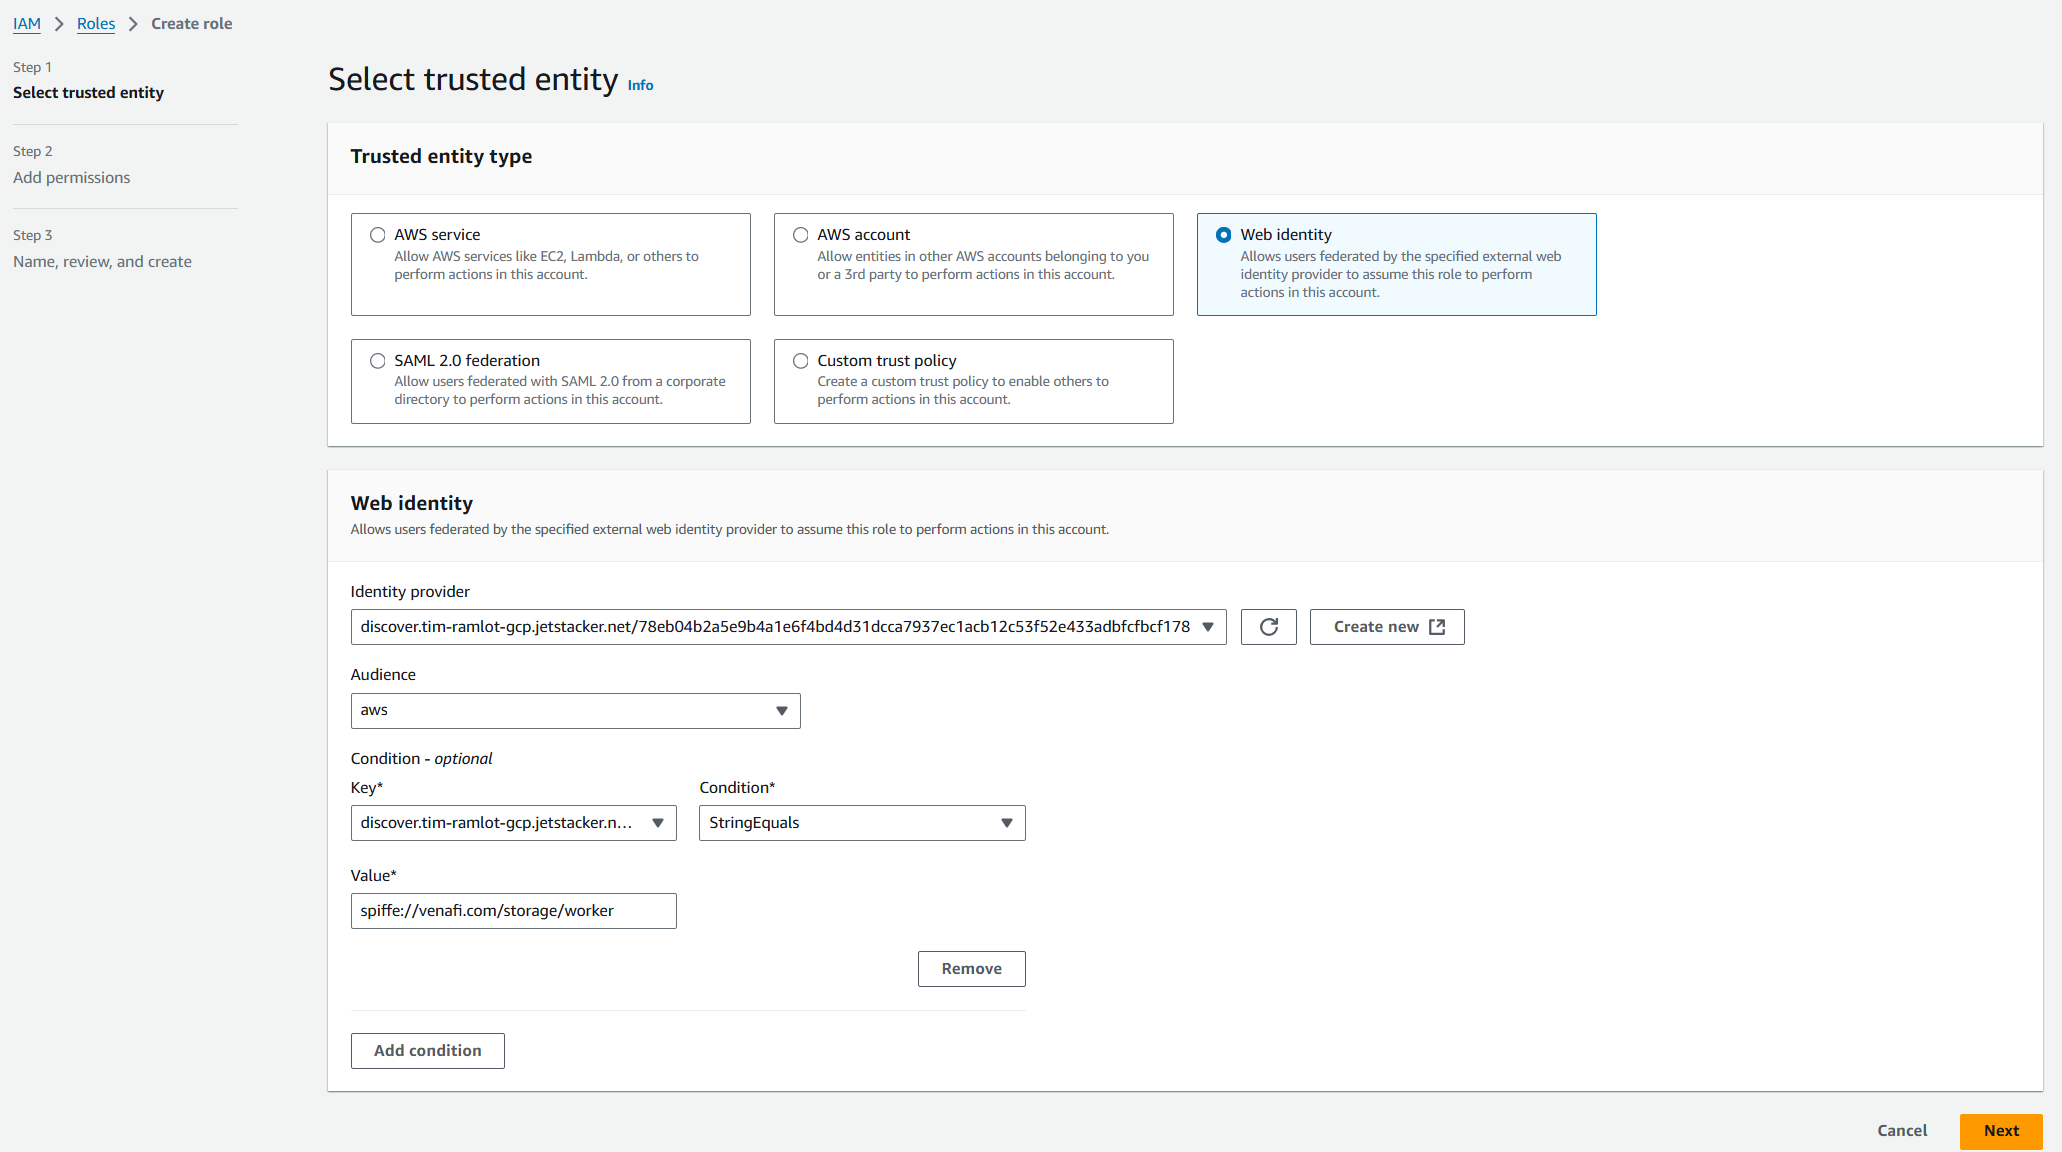 IAM > Roles > Create role
Step 1
Select trusted entity
Step 2
Add permissions
Step 3
Name, review, and create
Select trusted entity Info
Trusted entity type
AWS service
Allow AWS services like EC2, Lambda, or others to
perform actions in this account.
AWS account
Allow entities in other AWS accounts belonging to you
or a 3rd party to perform actions in this account.
Web identity
Allows users federated by the specified external web
identity provider to assume this role to perform
actions in this account.
SAML 2.0 federation
Allow users federated with SAML 2.0 from a corporate
directory to perform actions in this account.
Custom trust policy
Create a custom trust policy to enable others to
perform actions in this account.
Web identity
Allows users federated by the specified external web identity provider to assume this role to perform actions in this account.
Identity provider
discover.tim-ramlot-gcp.jetstacker.net/78eb04b2a5e9b4a1e6f4bd4d31dcca7937ec1acb12c53f52e433adbfcfbcf178
Create new
Audience
aws
Condition - optional
Key*
Condition*
discover.tim-ramlot-gcp.jetstacker.n...
StringEquals
Value*
spiffe://venafi.com/storage/worker
Remove
Add condition
Cancel
Next